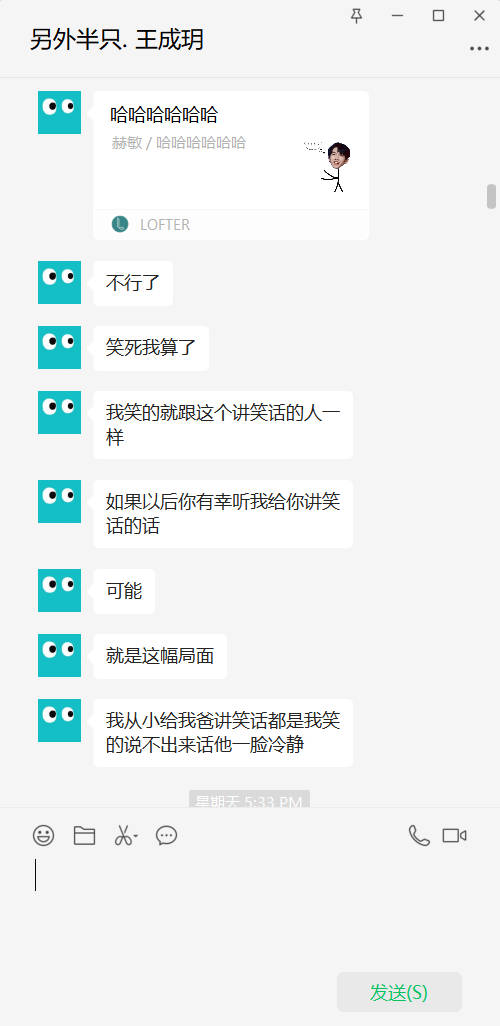 另外半只. 王成玥
哈哈哈哈哈哈
赫敏 / 哈哈哈哈哈哈
LOFTER
不行了
笑死我算了
我笑的就跟这个讲笑话的人一
样
如果以后你有幸听我给你讲笑
话的话
可能
就是这幅局面
我从小给我爸讲笑话都是我笑
的说不出来话他一脸冷静
星期天 5:33 PM
发送(S)